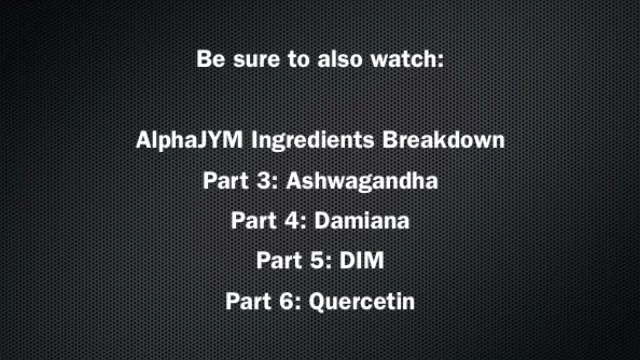 Be sure to also watch:
AlphaJYM Ingredients Breakdown
Part 3: Ashwagandha
Part 4: Damiana
Part 5: DIM
Part 6: Quercetin